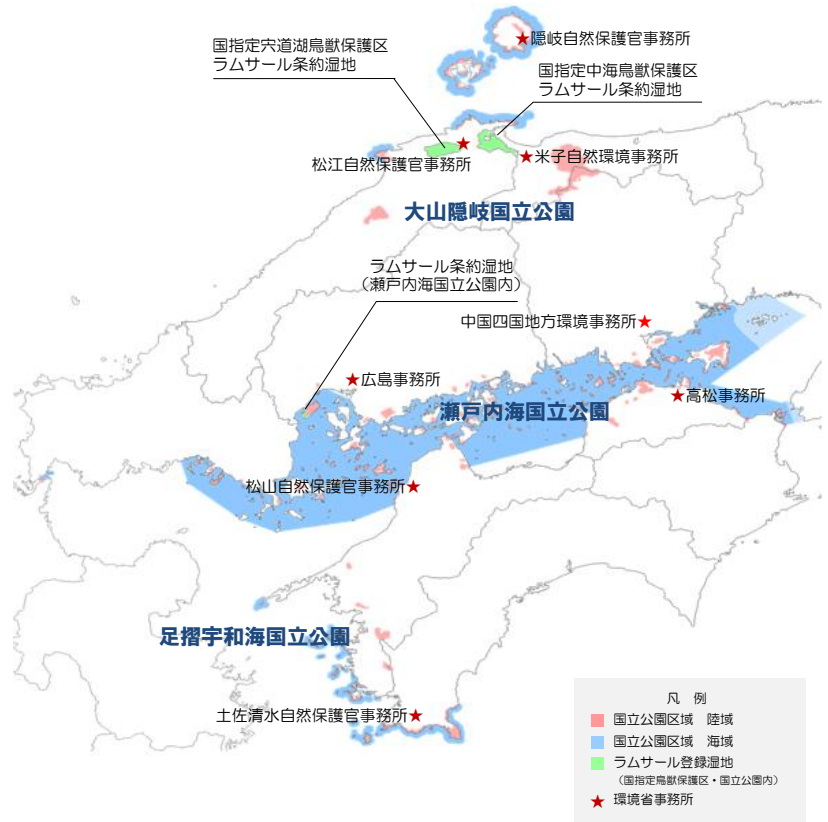 隠岐自然保護官事務所
国指定宍道湖鳥獣保護区
ラムサール条約湿地
国指定中海鳥獣保護区
ラムサール条約湿地
松江自然保護官事務所
米子自然環境事務所
大山隠岐国立公園
ラムサール条約湿地
(瀬戸内海国立公園内)
中国四国地方環境事務所
広島事務所
高松事務所
瀬戸内海国立公園
松山自然保護官事務所
足摺宇和海国立公園
土佐清水自然保護官事務所
凡 例
国立公園区域 陸域
国立公園区域 海域
ラムサール登録湿地
(国指定鳥獣保護区・国立公園内)
環境省事務所